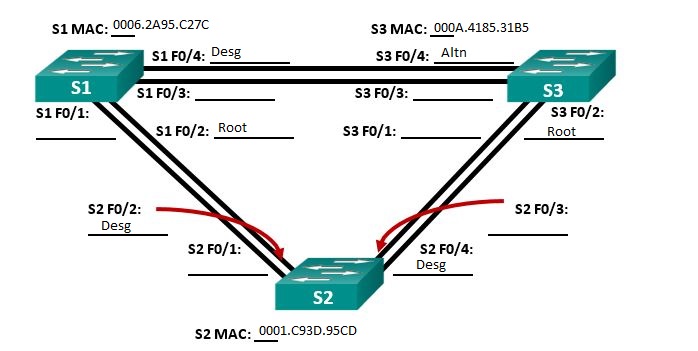 S1 MAC: 0006.2A95.C27C
S3 MAC: 000A.4185.31B5
S1 F0/4: Desg
S3 F0/4: Altn
S1
S3
S1 F0/3:
S3 F0/3:
S1 F0/1:
S3 F0/2:
Root
S1 F0/2: Root
S3 F0/1:
S2 F0/2:
Desg
S2 F0/3:
S2 F0/1:
S2 F0/4:
Desg
S2
S2 MAC: 0001.C93D.95CD